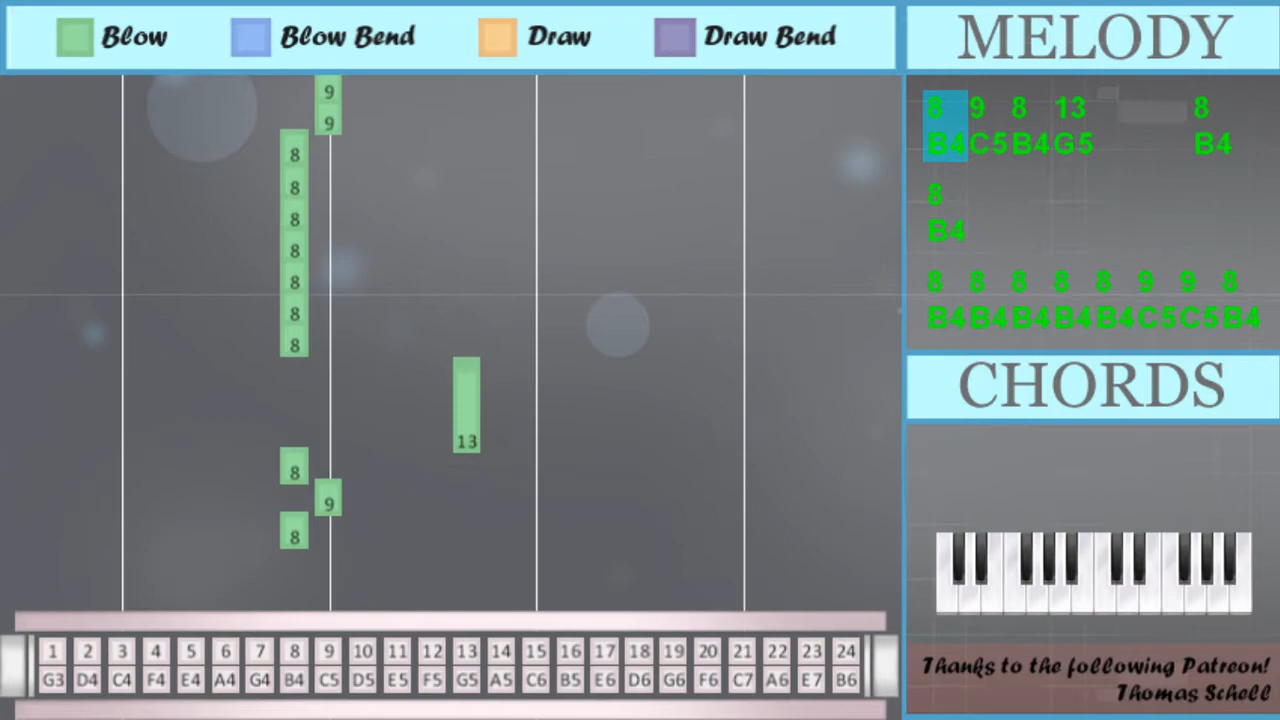 Blow Blow Bend Draw Draw Bend
9
9
8
8
8
8
8
8
8
13
8
9
8
1 2 3 4 5 6 7 8 9 10 11 12 13 14 15 16 17 18 19 20 21 22 23 24
G3 D4 C4 F4 E4 A4 G4 B4 C5 D5 E5 F5 G5 A5 C6 B5 E6 D6 G6 F6 C7 A6 E7 B6
MELODY
8 9 8 13 8
B4 C5 B4 G5 B4
8
B4
8 8 8 8 8 9 9 8
B4 B4 B4 B4 B4 C5 C5 B4
CHORDS
Thanks to the following Patreon!
Thomas Schell